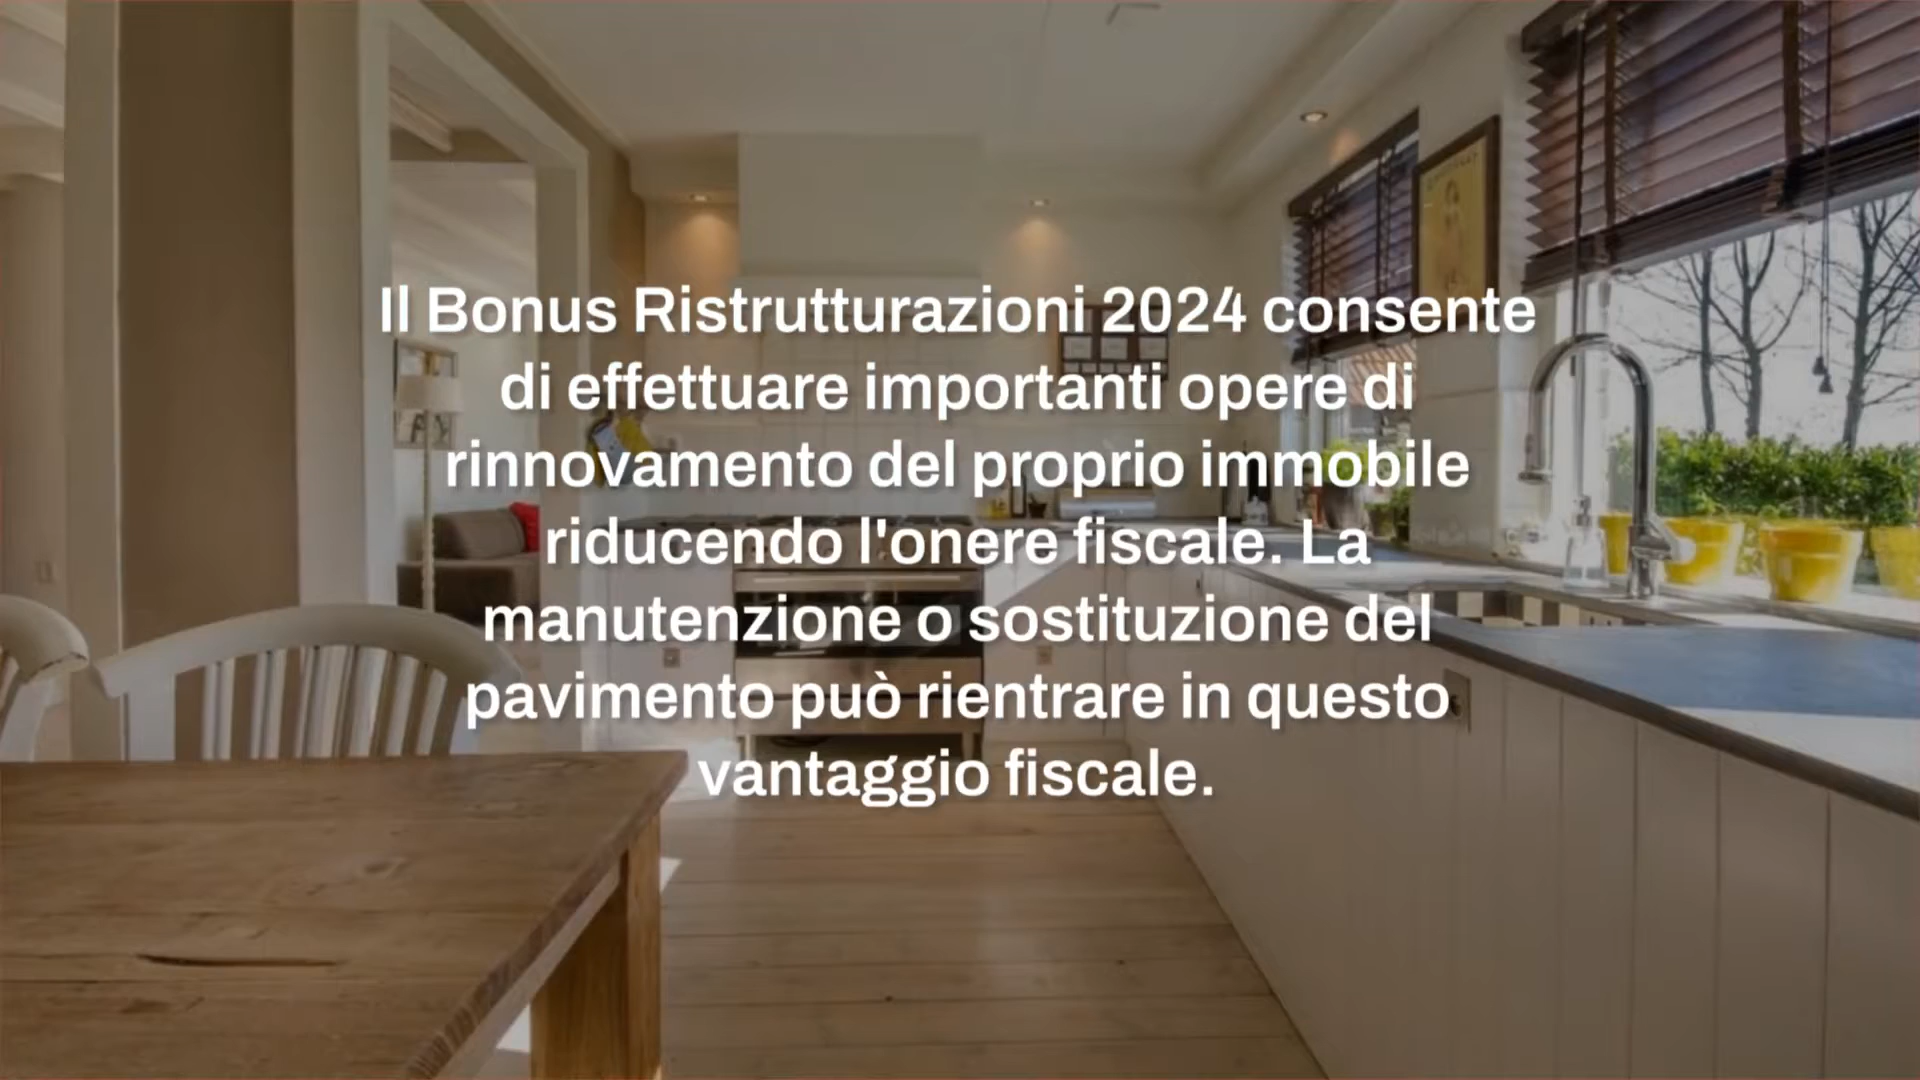 Il Bonus Ristrutturazioni 2024 consente
di effettuare importanti opere di
rinnovamento del proprio immobile
riducendo l'onere fiscale. La
manutenzione o sostituzione del
pavimento può rientrare in questo
vantaggio fiscale.